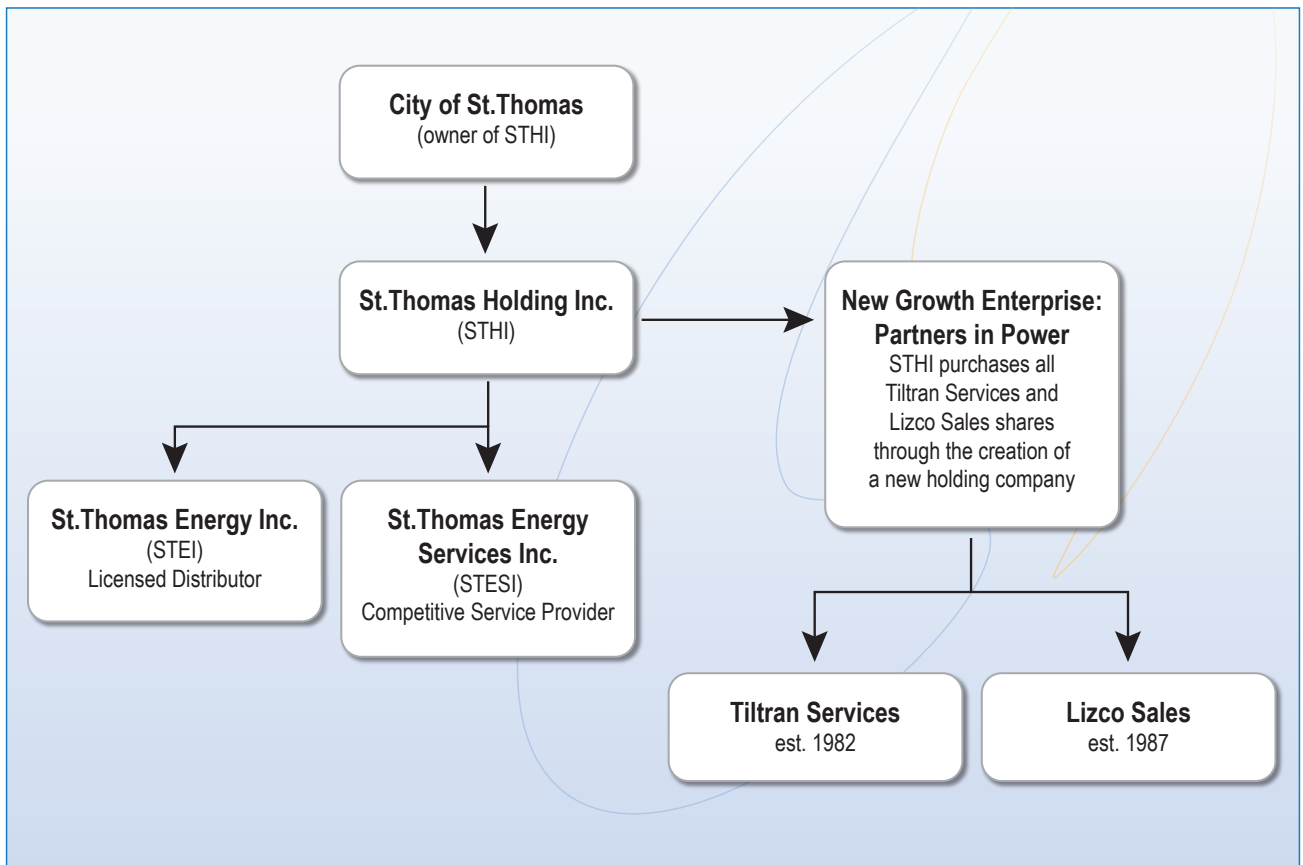 City of St.Thomas
(owner of STHI)
St.Thomas Holding Inc.
(STHI)
New Growth Enterprise:
Partners in Power
STHI purchases all
Tiltran Services and
Lizco Sales shares
through the creation of
a new holding company
St.Thomas Energy Inc.
(STEI)
Licensed Distributor
St.Thomas Energy
Services Inc.
(STESI)
Competitive Service Provider
Tiltran Services
est. 1982
Lizco Sales
est. 1987